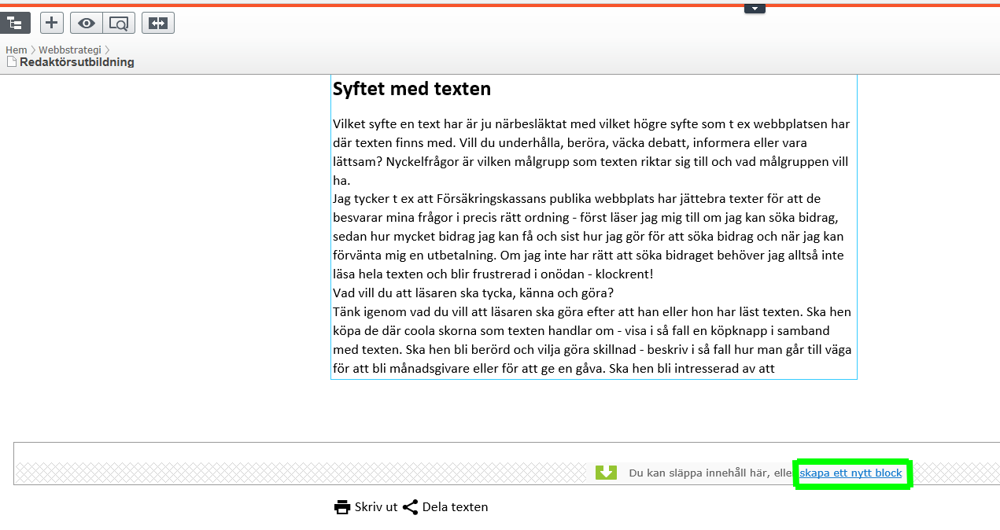 Hem > Webbstrategi >
Redaktörsutbildning
Syftet med texten
Vilket syfte en text har är ju närbesläktat med vilket högre syfte som t ex webbplatsen har
där texten finns med. Vill du underhålla, beröra, väcka debatt, informera eller vara
lättsam? Nyckelfrågor är vilken målgrupp som texten riktar sig till och vad målgruppen vill
ha.
Jag tycker t ex att Försäkringskassans publika webbplats har jättebra texter för att de
besvarar mina frågor i precis rätt ordning - först läser jag mig till om jag kan söka bidrag,
sedan hur mycket bidrag jag kan få och sist hur jag gör för att söka bidrag och när jag kan
förvänta mig en utbetalning. Om jag inte har rätt att söka bidraget behöver jag alltså inte
läsa hela texten och blir frustrerad i onödan - klockrent!
Vad vill du att läsaren ska tycka, känna och göra?
Tänk igenom vad du vill att läsaren ska göra efter att han eller hon har läst texten. Ska hen
köpa de där coola skorna som texten handlar om - visa i så fall en köpknapp i samband
med texten. Ska hen bli berörd och vilja göra skillnad - beskriv i så fall hur man går till väga
för att bli månadsgivare eller för att ge en gåva. Ska hen bli intresserad av att
Du kan släppa innehåll här, elle skapa ett nytt block
Skriv ut Dela texten